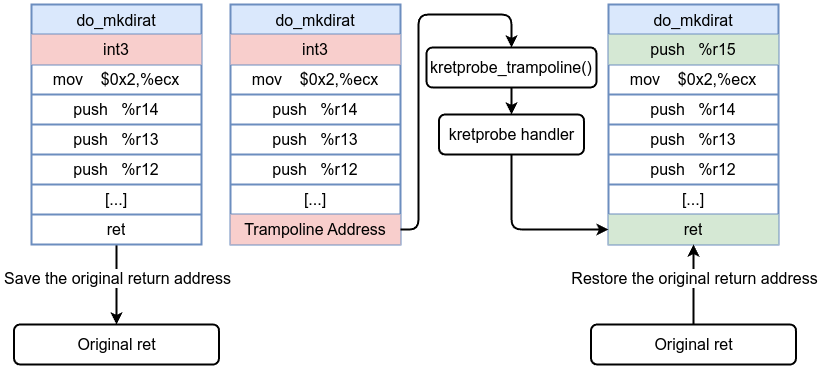 do_mkdirat
int3
mov $0x2,%ecx
push %r14
push %r13
push %r12
[...]
ret
Save the original return address
Original ret
do_mkdirat
int3
mov $0x2,%ecx
push %r14
push %r13
push %r12
[...]
Trampoline Address
kretprobe_trampoline()
kretprobe handler
do_mkdirat
push %r15
mov $0x2,%ecx
push %r14
push %r13
push %r12
[...]
ret
Restore the original return address
Original ret